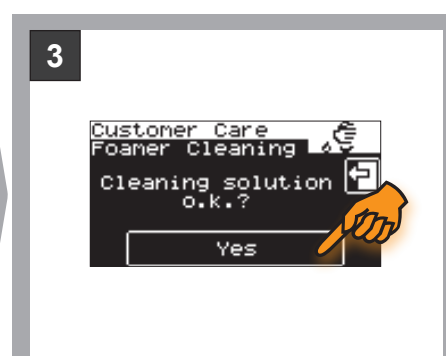 3
Customer Care
Foamer Cleaning
Cleaning solution
o.k.?
Yes